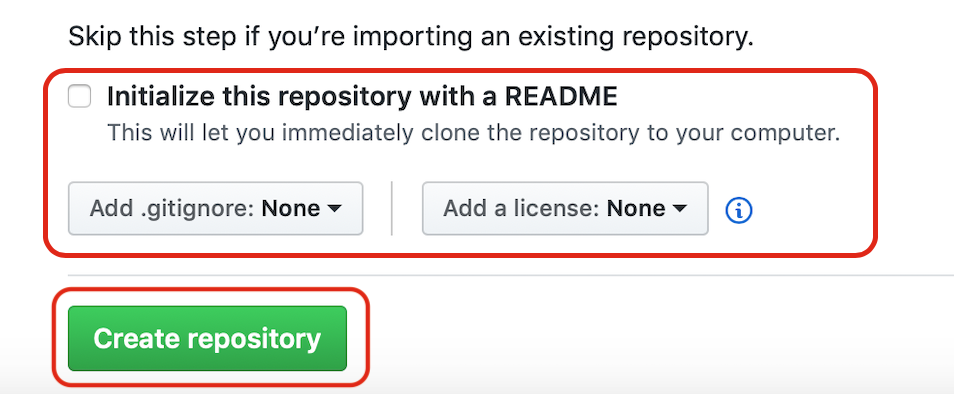 Skip this step if you’re importing an existing repository.
Initialize this repository with a README
This will let you immediately clone the repository to your computer.
Add .gitignore: None
Add a license: None
Create repository